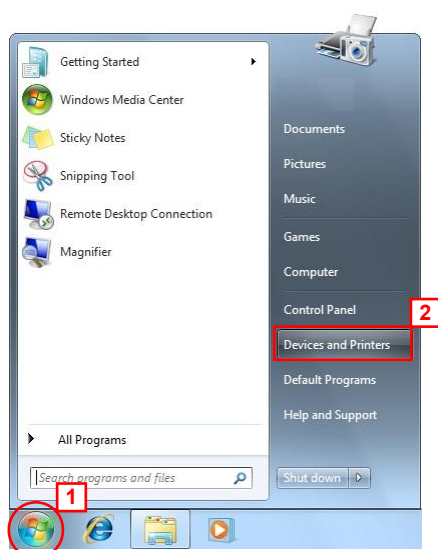 Getting Started
Windows Media Center
Sticky Notes
Snipping Tool
Remote Desktop Connection
Magnifier
All Programs
Search programs and files
1
Documents
Pictures
Music
Games
Computer
Control Panel
2
Devices and Printers
Default Programs
Help and Support
Shut down